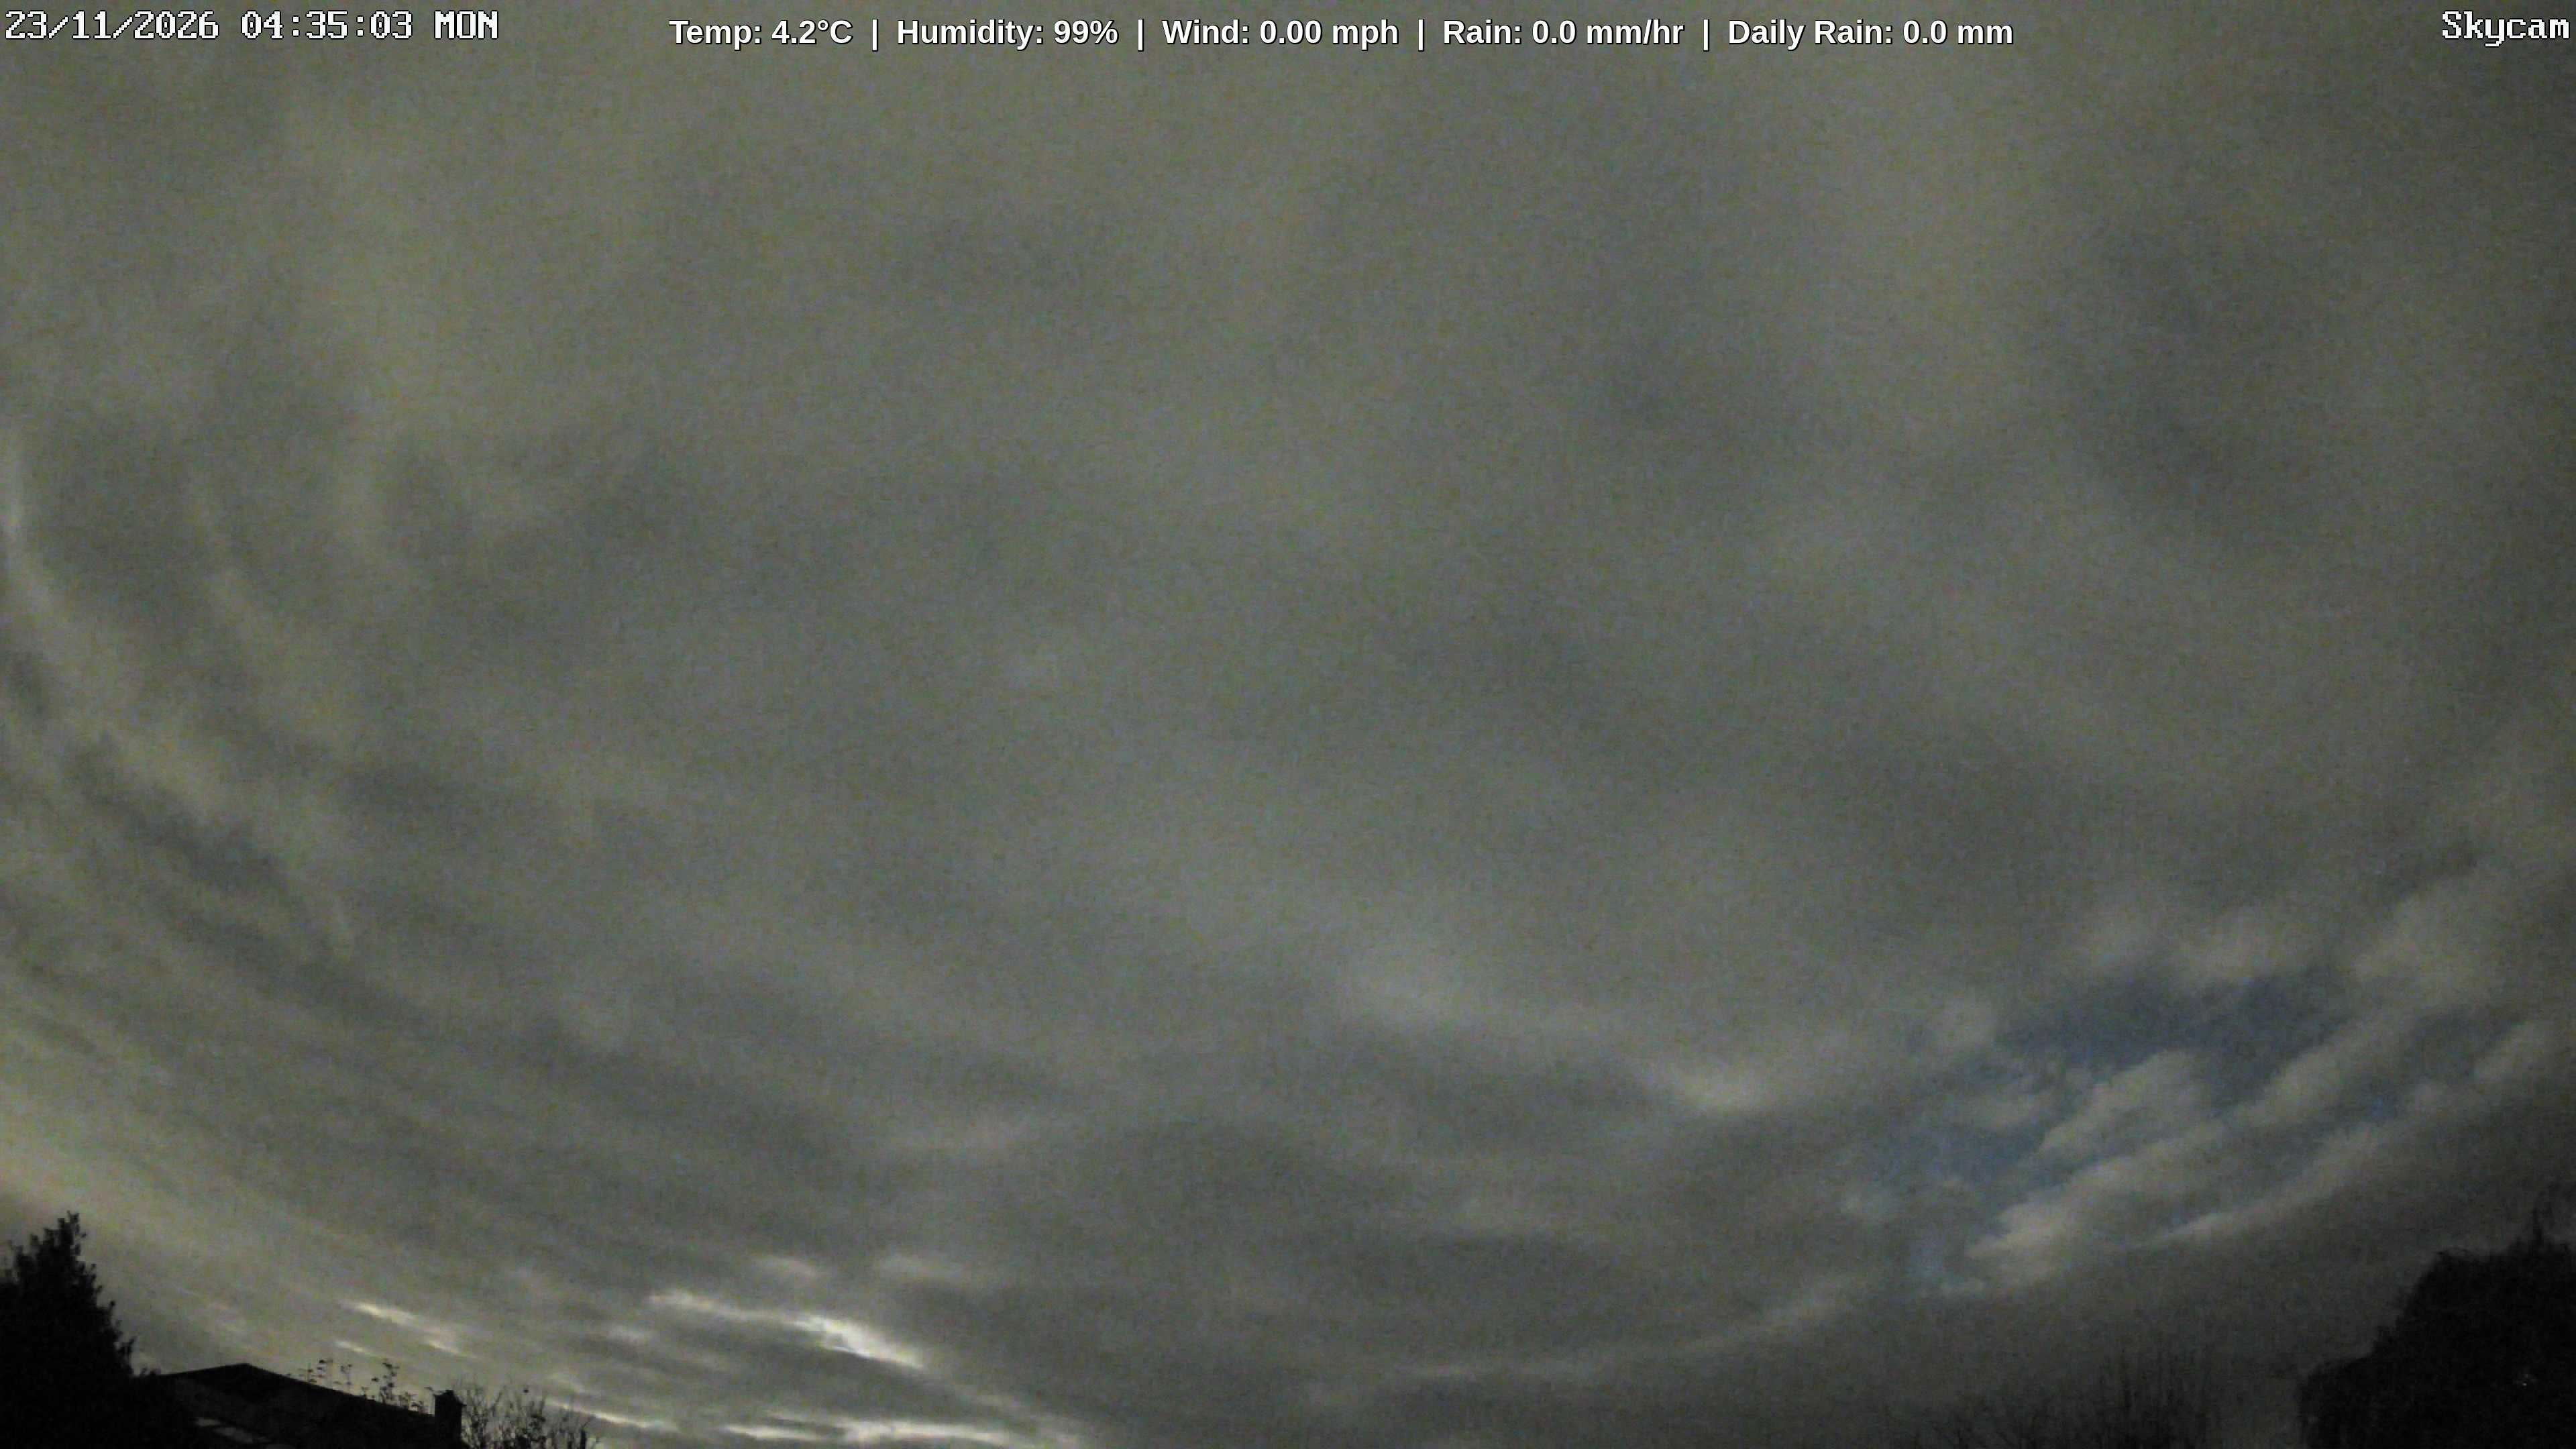 23/11/2026 04:35:03 MON
Temp: 4.2°C | Humidity: 99% | Wind: 0.00 mph | Rain: 0.0 mm/hr | Daily Rain: 0.0 mm
Skycam